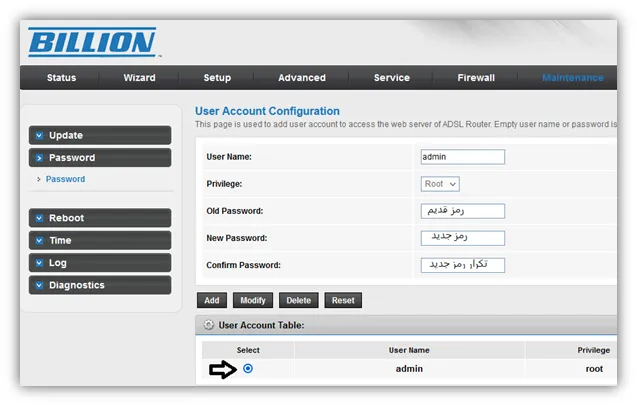 BILLION
Status Wizard Setup Advanced Service Firewall Maintenance
Update
Password
Password
Reboot
Time
Log
Diagnostics
User Account Configuration
This page is used to add user account to access the web server of ADSL Router. Empty user name or password is
User Name: admin
Privilege: Root
Old Password: رمز قدیم
New Password: رمز جدید
Confirm Password: تکرار رمز جدید
Add Modify Delete Reset
User Account Table:
Select User Name Privilege
admin root